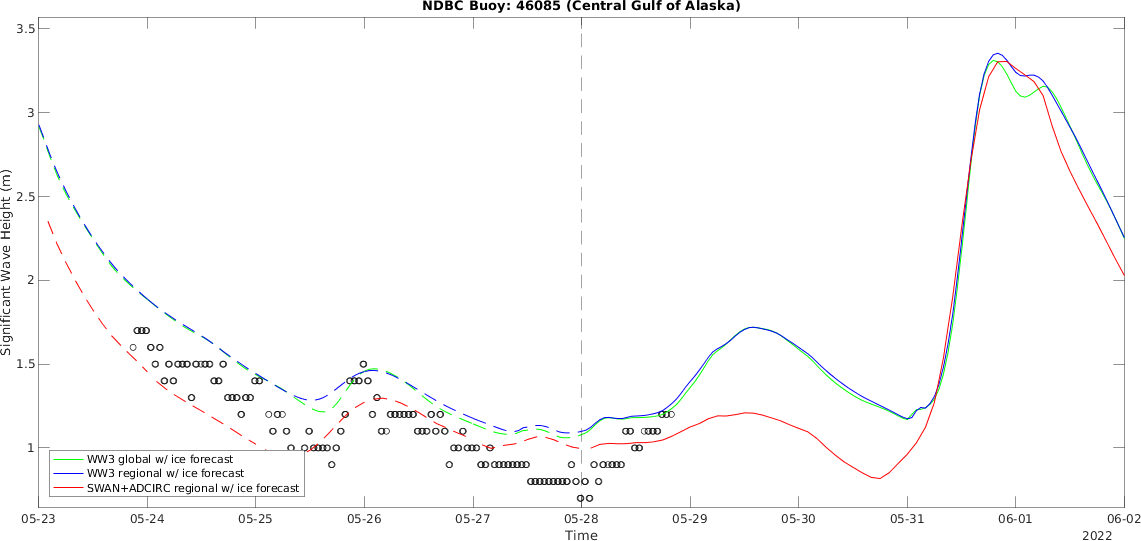 NDBC Buoy: 46085 (Central Gulf of Alaska)
3.5
3
2.5
2
1.5
1
Significant Wave Height (m)
WW3 global w/ ice forecast
WW3 regional w/ ice forecast
SWAN+ADCIRC regional w/ ice forecast
05-23 05-24 05-25 05-26 05-27 05-28 05-29 05-30 05-31 06-01 06-02
Time
2022